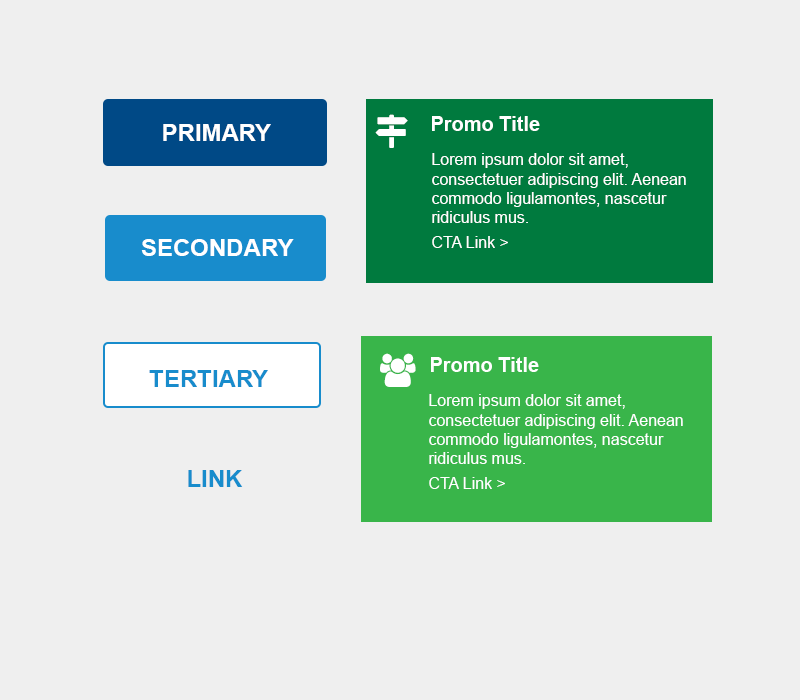 PRIMARY
SECONDARY
TERTIARY
LINK
Promo Title
Lorem ipsum dolor sit amet,
consectetuer adipiscing elit. Aenean
commodo ligulamontes, nascetur
ridiculus mus.
CTA Link >
Promo Title
Lorem ipsum dolor sit amet,
consectetuer adipiscing elit. Aenean
commodo ligulamontes, nascetur
ridiculus mus.
CTA Link >